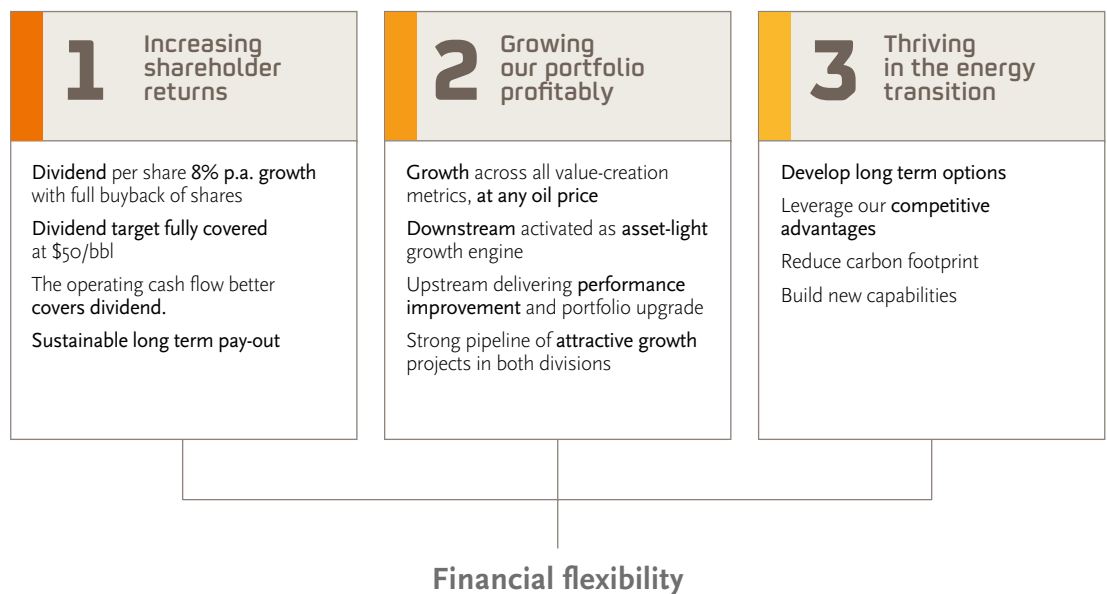 1
Increasing
shareholder
returns
Dividend per share 8% p.a. growth
with full buyback of shares
Dividend target fully covered
at $50/bbl
The operating cash flow better
covers dividend.
Sustainable long term pay-out
2
Growing
our portfolio
profitably
Growth across all value-creation
metrics, at any oil price
Downstream activated as asset-light
growth engine
Upstream delivering performance
improvement and portfolio upgrade
Strong pipeline of attractive growth
projects in both divisions
3
Thriving
in the energy
transition
Develop long term options
Leverage our competitive
advantages
Reduce carbon footprint
Build new capabilities
Financial flexibility